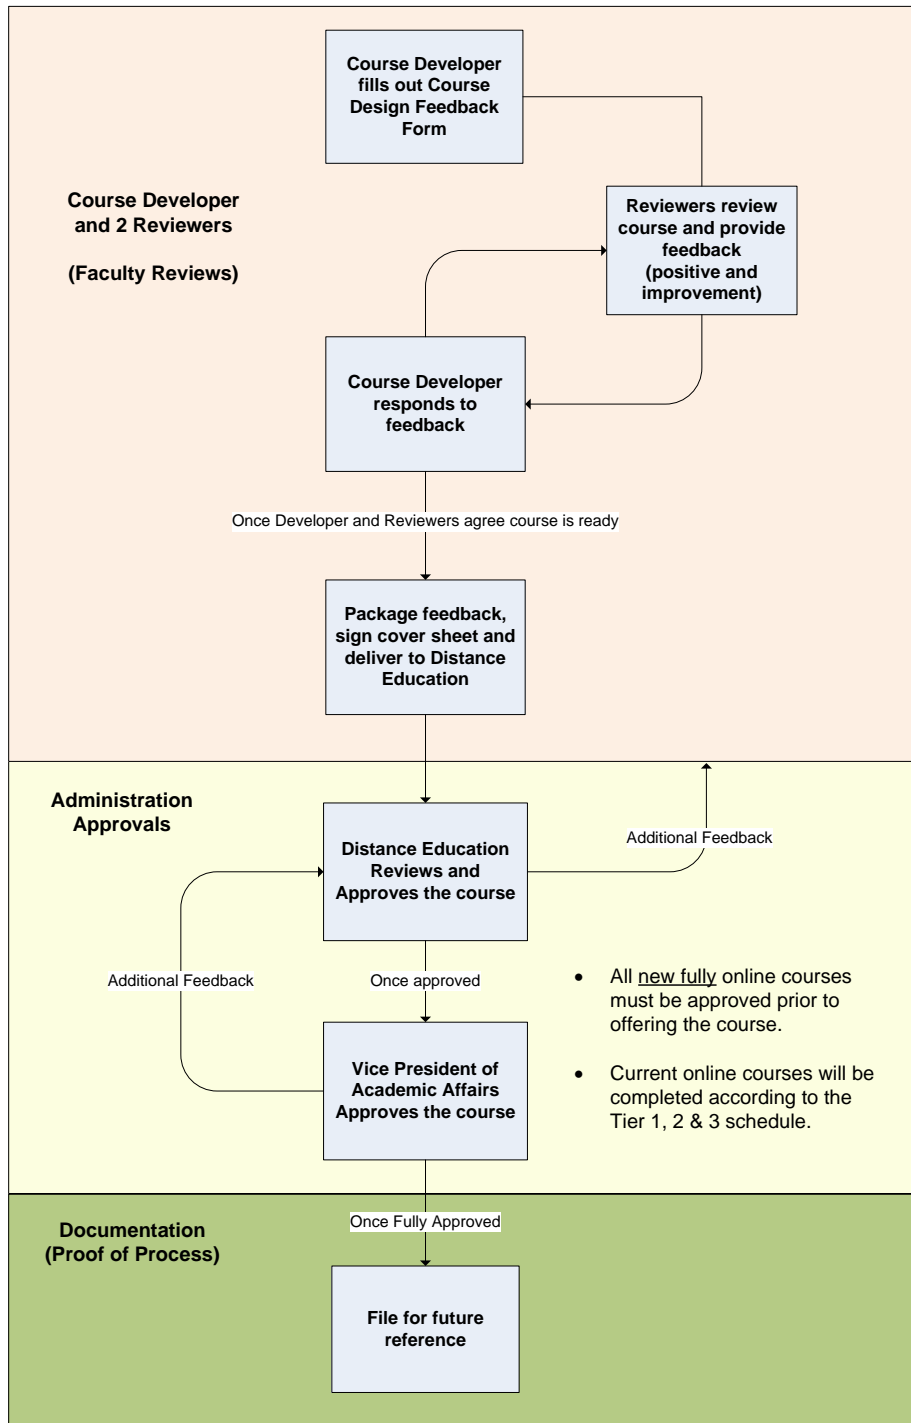 Course Developer
fills out Course
Design Feedback
Form
Course Developer
and 2 Reviewers
(Faculty Reviews)
Reviewers review
course and provide
feedback
(positive and
improvement)
Course Developer
responds to
feedback
Once Developer and Reviewers agree course is ready
Package feedback,
sign cover sheet and
deliver to Distance
Education
Administration
Approvals
Distance Education
Reviews and
Approves the course
Additional Feedback
Additional Feedback
Once approved
• All new fully online courses
must be approved prior to
offering the course.
• Current online courses will be
completed according to the
Tier 1, 2 & 3 schedule.
Vice President of
Academic Affairs
Approves the course
Once Fully Approved
Documentation
(Proof of Process)
File for future
reference